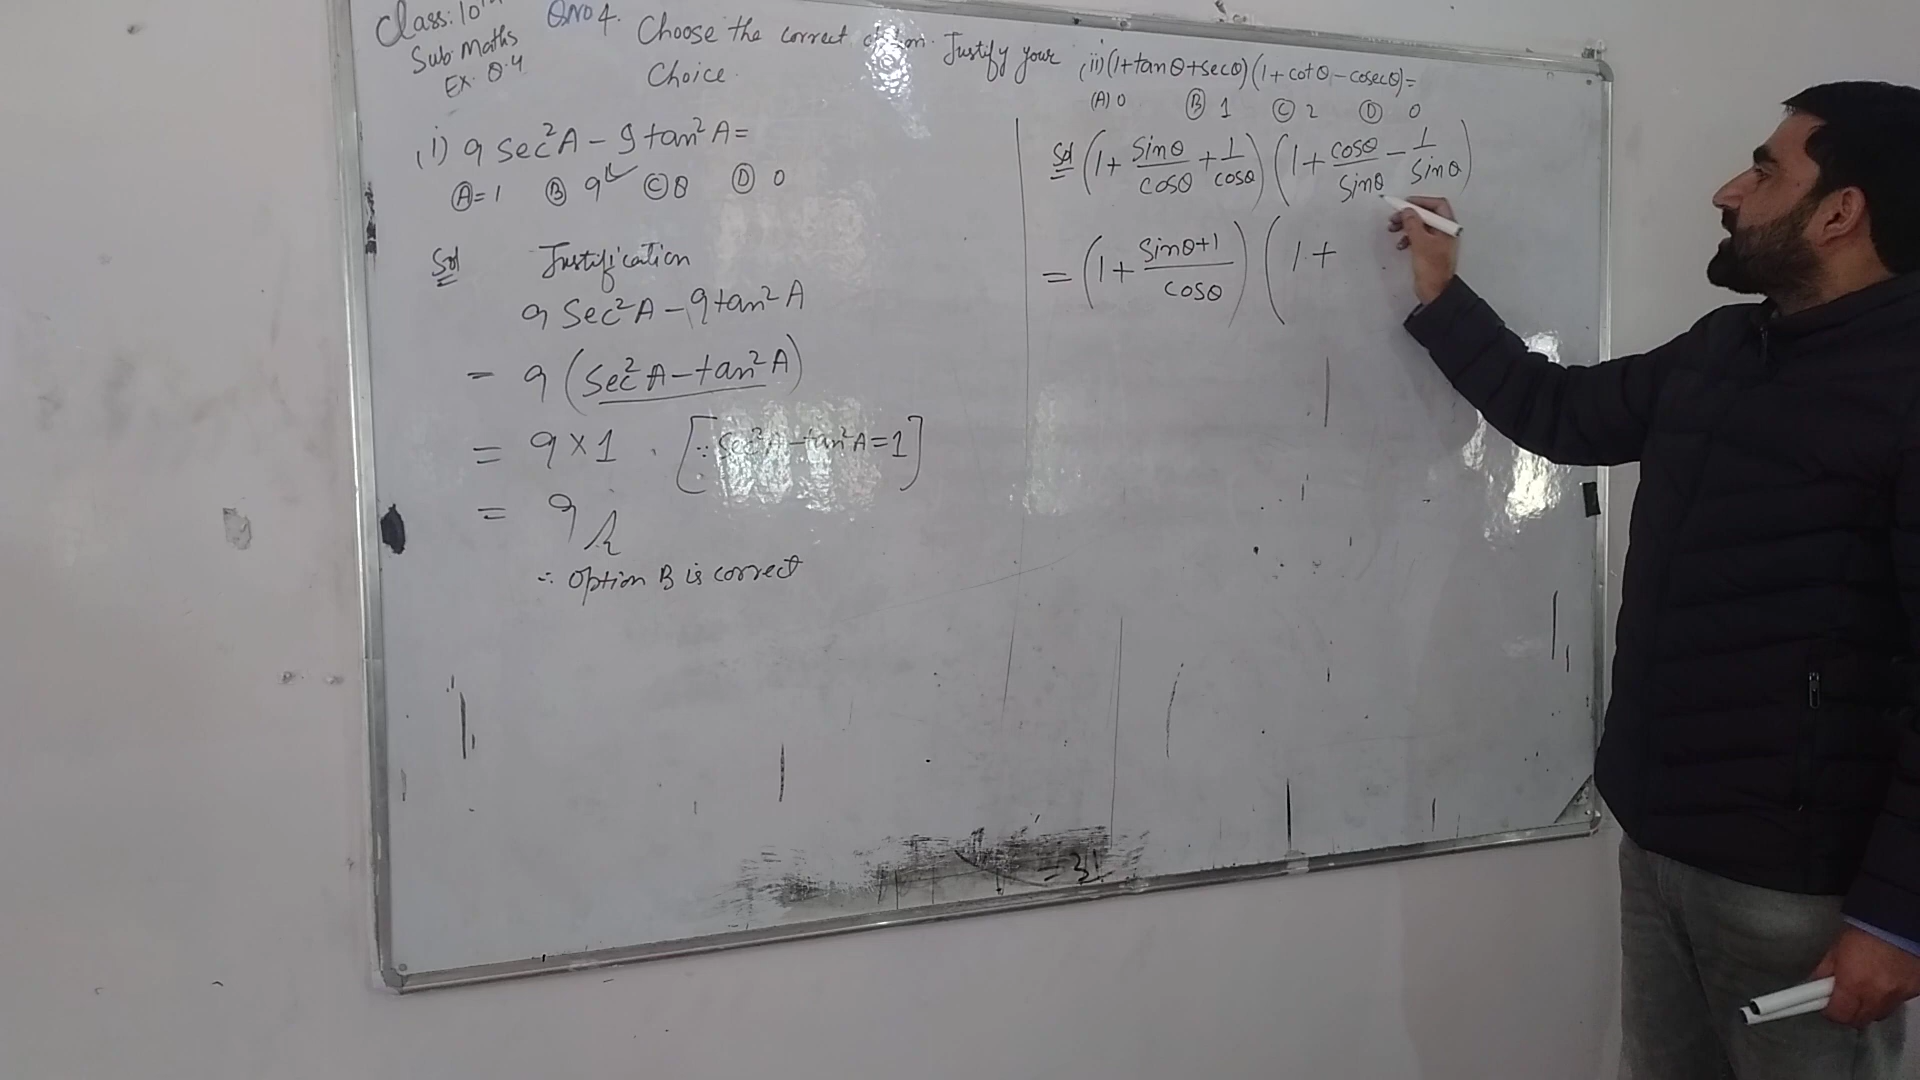 Class: 10th
Sub Maths
Ex. 8.4
Q.No 4. Choose the correct option. Justify your
Choice.
(i) 9 sec²A - 9 tan²A =
Ⓐ = 1 Ⓑ 9 Ⓒ 8 Ⓓ 0
Sol Justification
9 Sec²A - 9 tan²A
= 9 (Sec²A - tan²A)
= 9 × 1 . [∵ Sec²A - tan²A = 1]
= 9
∴ Option B is correct
(ii) (1+tanθ+secθ) (1+cotθ-cosecθ)=
(A) 0 Ⓑ 1 Ⓒ 2 Ⓓ 0
Sol (1 + Sinθ/cosθ + 1/cosθ) (1 + cosθ/Sinθ - 1/Sinθ)
= (1 + Sinθ+1/cosθ) (1 +